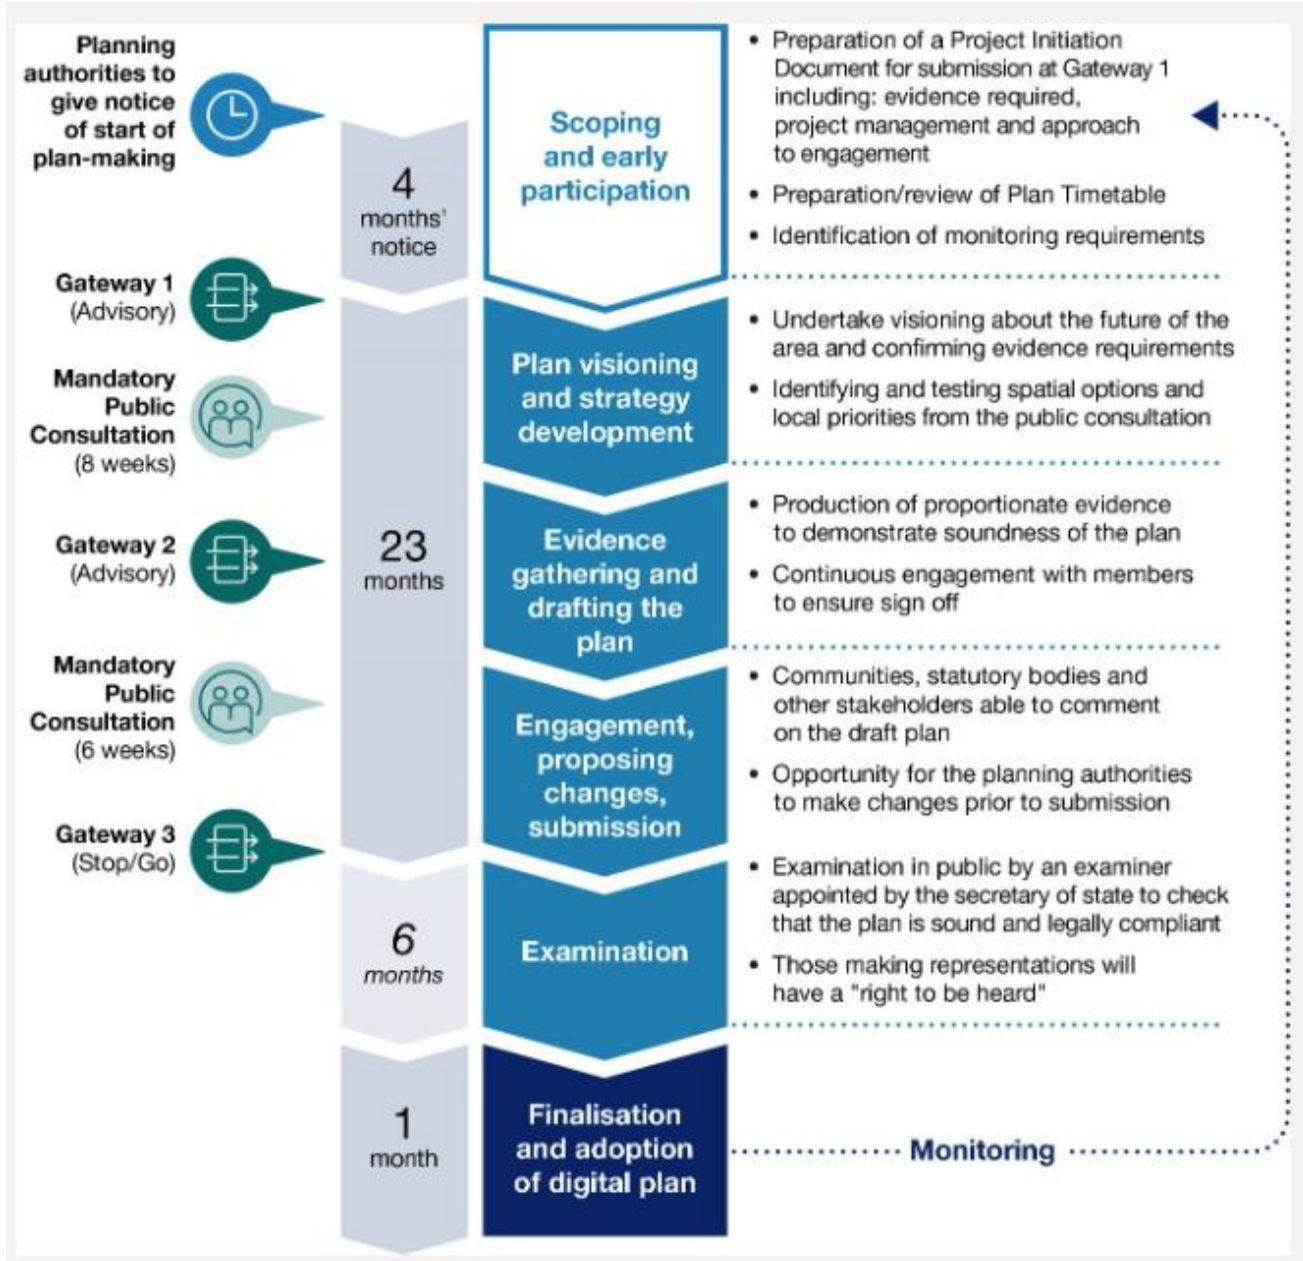 Planning
authorities to
give notice
of start of
plan-making
4
months'
notice
Scoping
and early
participation
• Preparation of a Project Initiation
Document for submission at Gateway 1
including: evidence required,
project management and approach
to engagement
• Preparation/review of Plan Timetable
• Identification of monitoring requirements
Gateway 1
(Advisory)
Mandatory
Public
Consultation
(8 weeks)
Plan visioning
and strategy
development
• Undertake visioning about the future of the
area and confirming evidence requirements
• Identifying and testing spatial options and
local priorities from the public consultation
Gateway 2
(Advisory)
23
months
Evidence
gathering and
drafting the
plan
• Production of proportionate evidence
to demonstrate soundness of the plan
• Continuous engagement with members
to ensure sign off
Mandatory
Public
Consultation
(6 weeks)
Engagement,
proposing
changes,
submission
• Communities, statutory bodies and
other stakeholders able to comment
on the draft plan
• Opportunity for the planning authorities
to make changes prior to submission
Gateway 3
(Stop/Go)
6
months
Examination
• Examination in public by an examiner
appointed by the secretary of state to check
that the plan is sound and legally compliant
• Those making representations will
have a "right to be heard"
1
month
Finalisation
and adoption
of digital plan
Monitoring